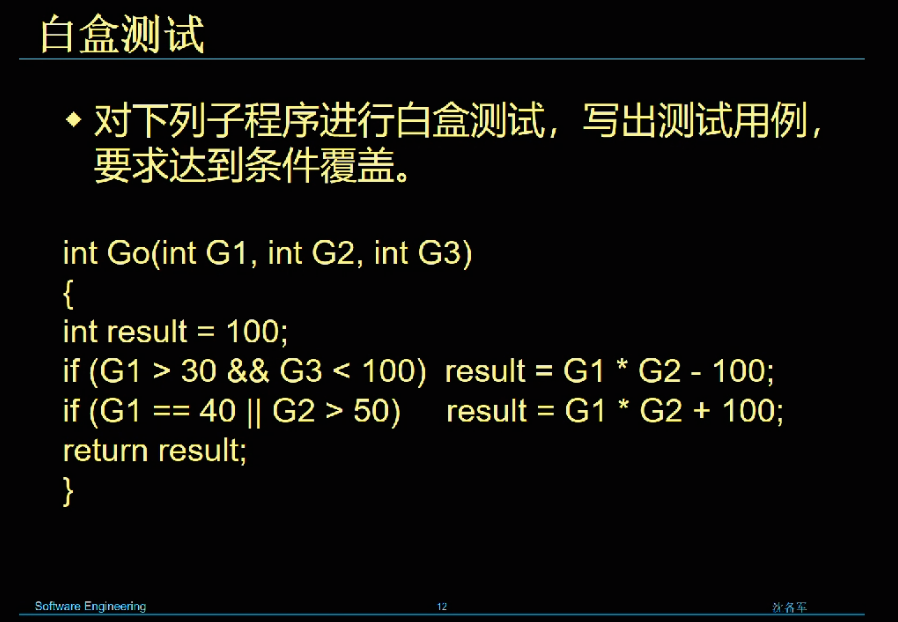 白盒测试
对下列子程序进行白盒测试，写出测试用例，
要求达到条件覆盖。
int Go(int G1, int G2, int G3)
{
int result = 100;
if (G1 > 30 && G3 < 100) result = G1 * G2 - 100;
if (G1 == 40 || G2 > 50) result = G1 * G2 + 100;
return result;
}
Software Engineering
12
沈备军